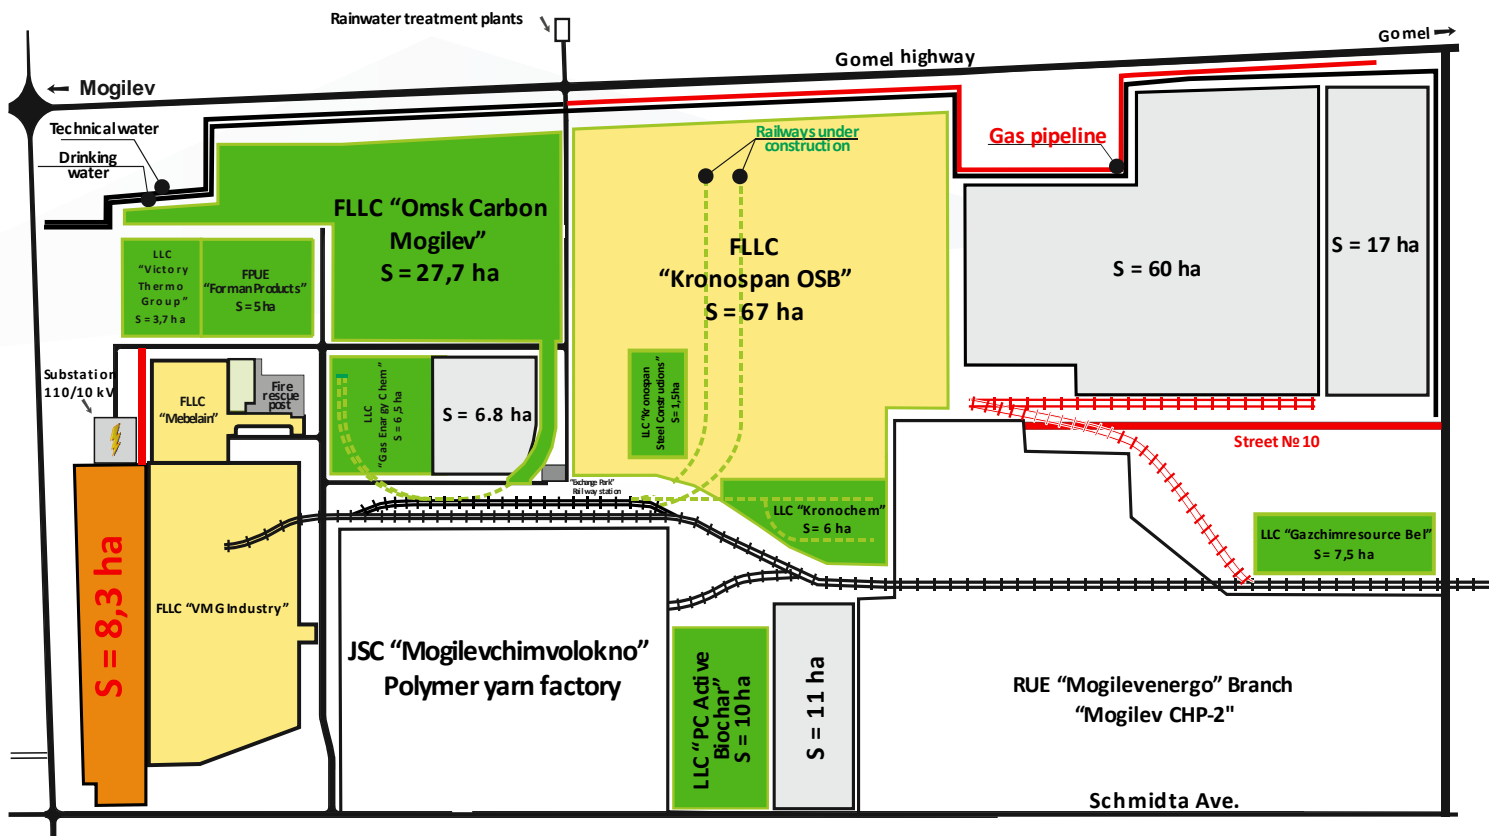 Rainwater treatment plants
Gomel
Gomel highway
Mogilev
Technical water
Drinking
water
Gas pipeline
Railways under
construction
FLLC “Omsk Carbon
Mogilev”
S = 27,7 ha
FLLC
“Kronospan OSB”
S = 67 ha
S = 60 ha
S = 17 ha
LLC
“Victory
Thermo
Group”
S = 3,7 ha
FPUE
“Forman Products”
S = 5 ha
Substation
110/10 kV
FLLC
“Mebelain”
Fire
rescue
post
LLC
“Gas Enargy Chem”
S = 6 ,5 ha
S = 6.8 ha
LLC “Kronospan
Steel Constructions”
S = 1,5ha
Street № 10
“Exchange Park”
Railway station
LLC “Kronochem”
S = 6 ha
LLC “Gazchimresource Bel”
S = 7,5 ha
S = 8,3 ha
FLLC “VMG Industry”
JSC “Mogilevchimvolokno”
Polymer yarn factory
LLC “PC Active
Biochar”
S = 10 ha
S = 11 ha
RUE “Mogilevenergo” Branch
“Mogilev CHP-2"
Schmidta Ave.